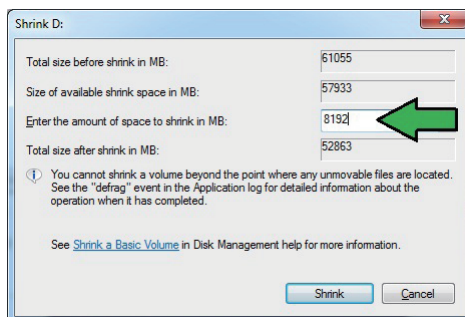 Shrink D:
Total size before shrink in MB: 61055
Size of available shrink space in MB: 57933
Enter the amount of space to shrink in MB: 8192
Total size after shrink in MB: 52863
You cannot shrink a volume beyond the point where any unmovable files are located.
See the "defrag" event in the Application log for detailed information about the
operation when it has completed.
See Shrink a Basic Volume in Disk Management help for more information.
Shrink Cancel